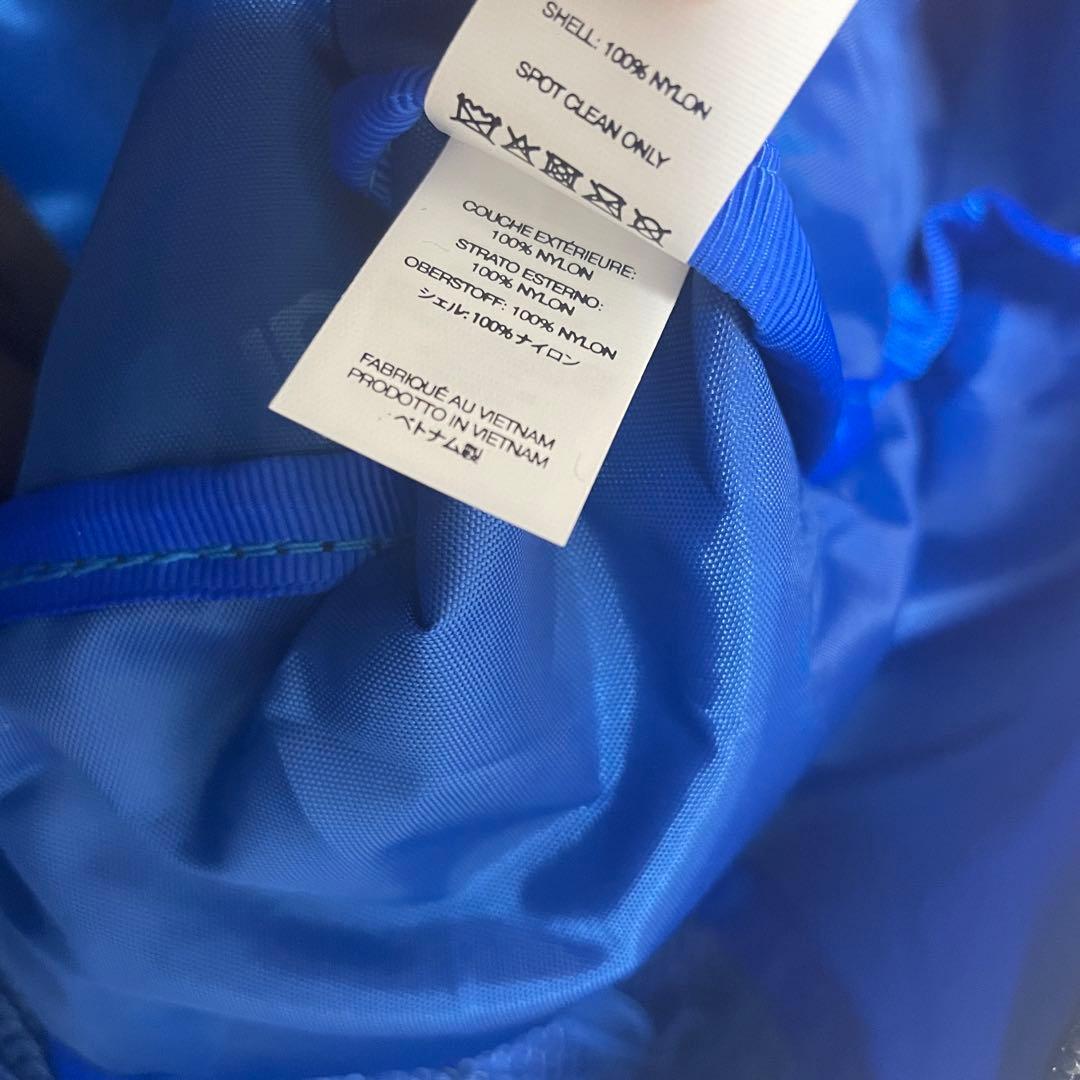 SHELL: 100% NYLON
SPOT CLEAN ONLY
COUCHE EXTÉRIEURE:
100% NYLON
STRATO ESTERNO:
100% NYLON
OBERSTOFF: 100% NYLON
シェル: 100% ナイロン
FABRIQUÉ AU VIETNAM
PRODOTTO IN VIETNAM
ベトナム製